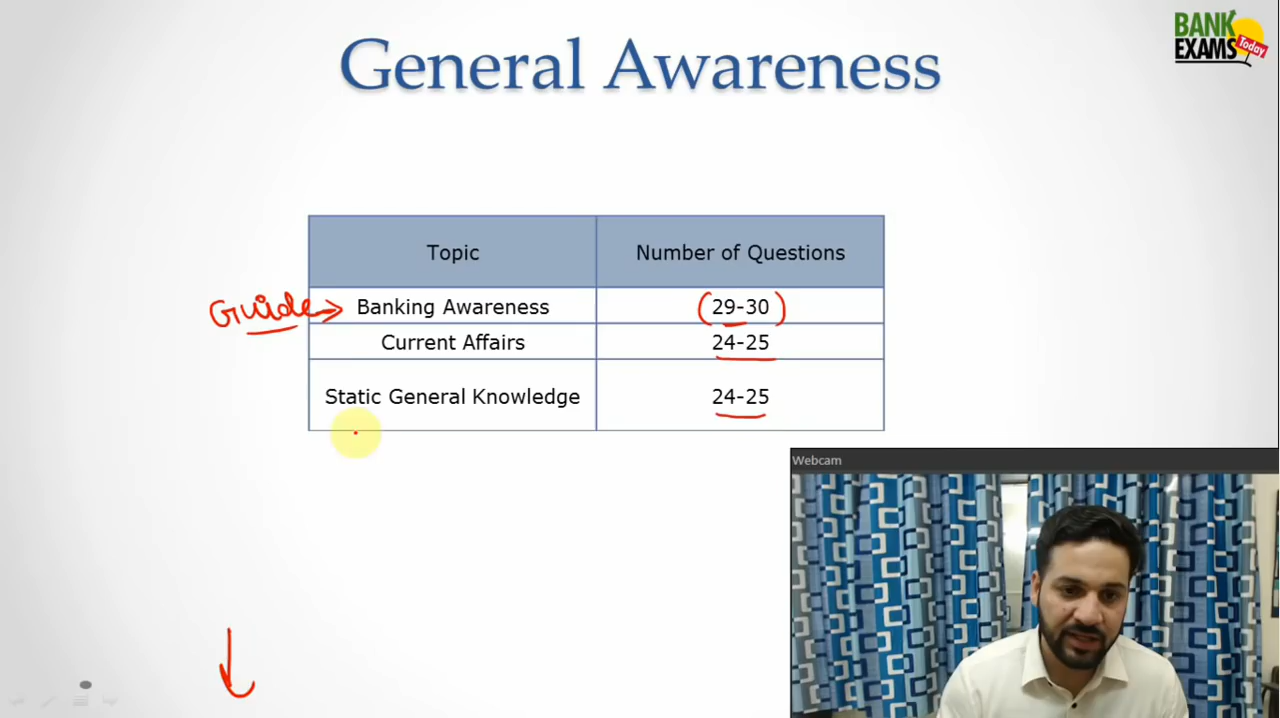 General Awareness
BANK
EXAMS Today
Topic Number of Questions
Guide Banking Awareness (29-30)
Current Affairs 24-25
Static General Knowledge 24-25
Webcam